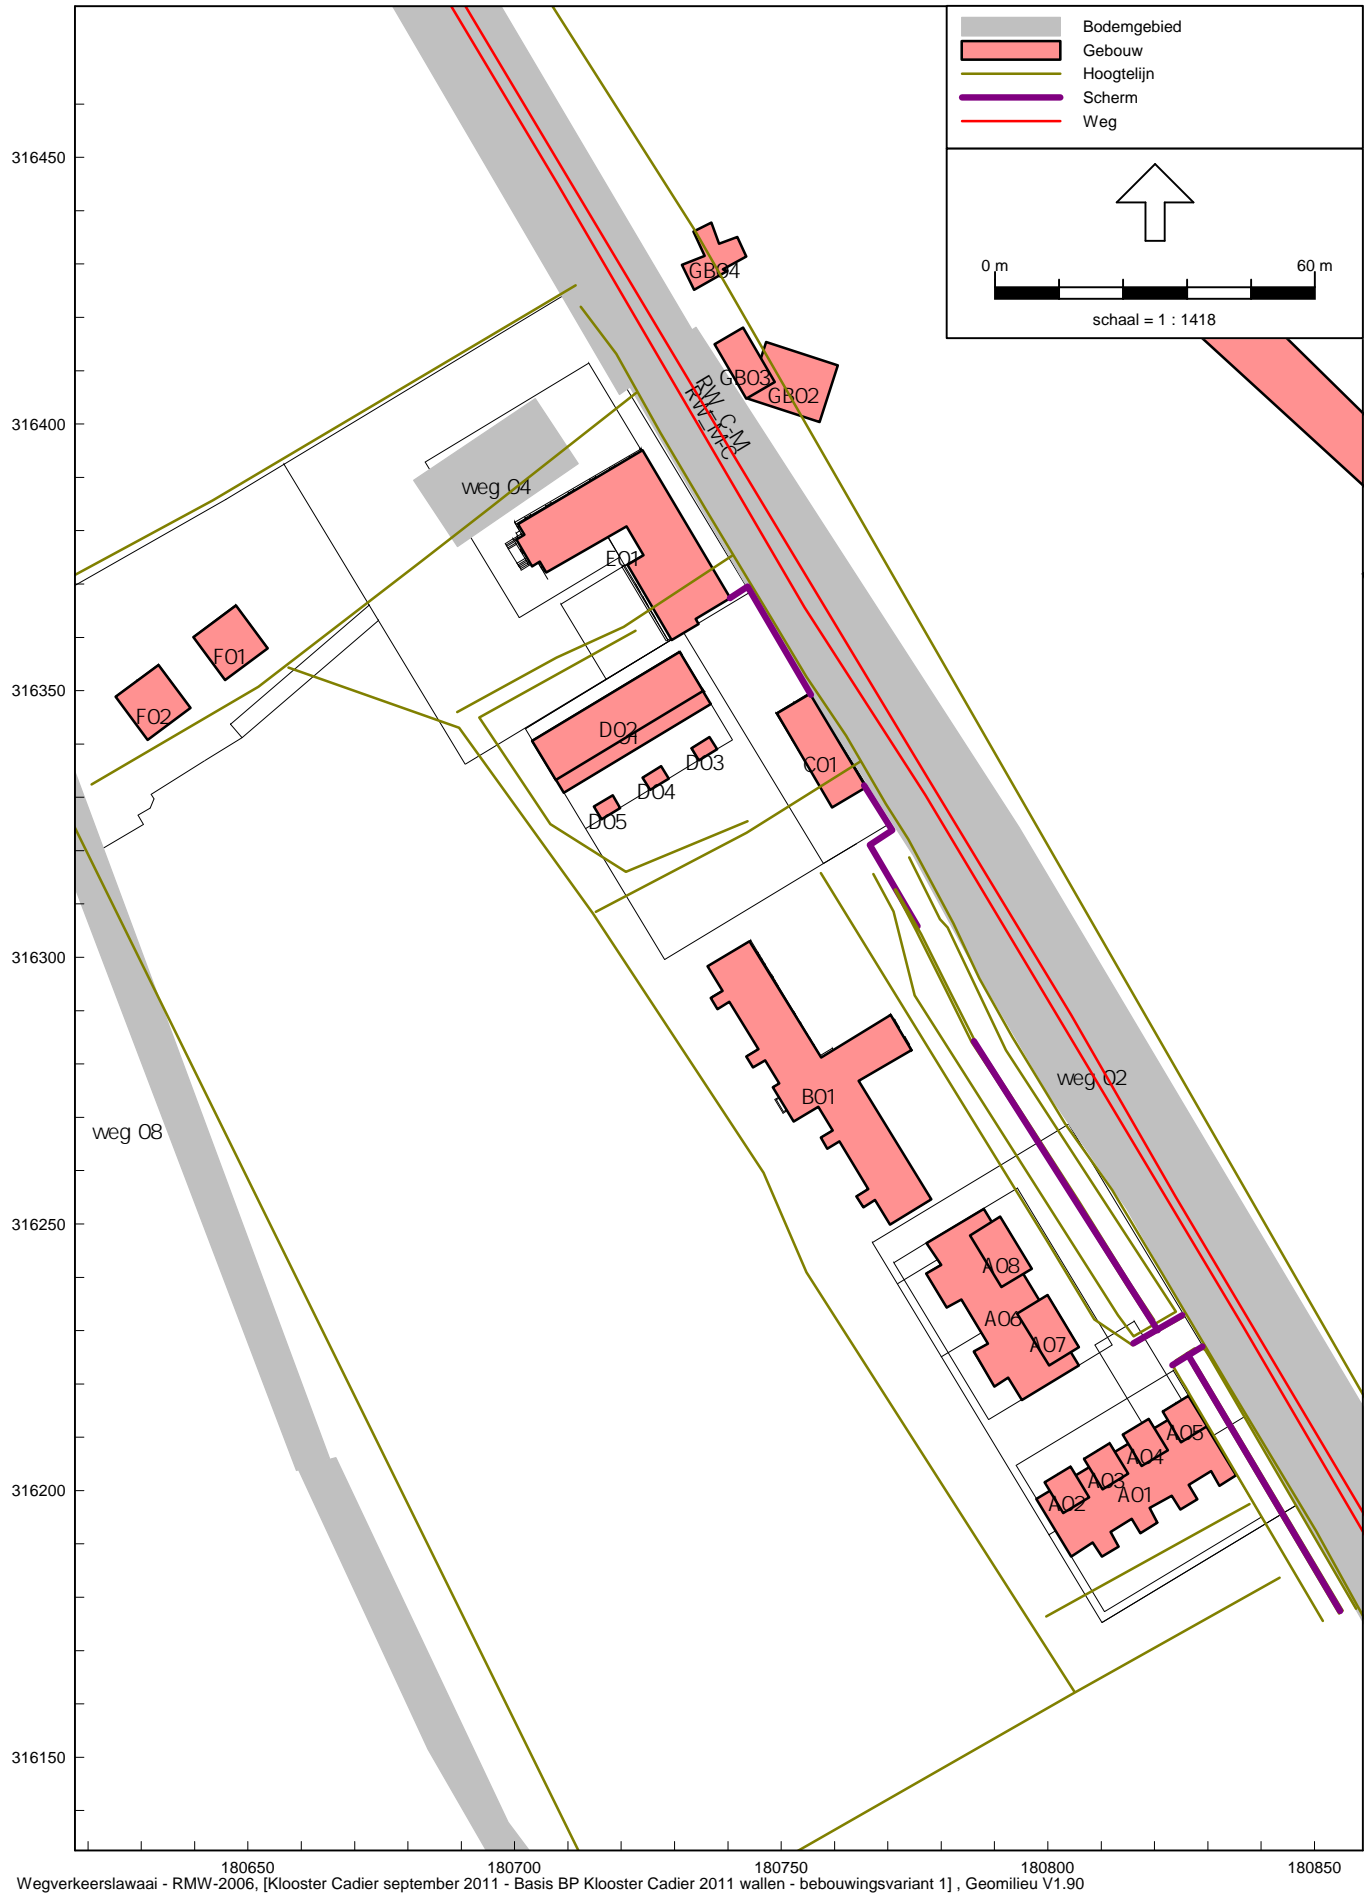 Bodemgebied
Gebouw
Hoogtelijn
Scherm
Weg
0 m
60 m
schaal = 1 : 1418
316450
316400
316350
316300
316250
316200
316150
GB04
GB03
GB02
RW_C-M
RW_M-C
weg 04
E01
F01
F02
D02
D03
D04
D05
C01
B01
weg 02
weg 08
A08
A06
A07
A05
A04
A03
A02
A01
180650
180700
180750
180800
180850
Wegverkeerslawaai - RMW-2006, [Klooster Cadier september 2011 - Basis BP Klooster Cadier 2011 wallen - bebouwingsvariant 1] , Geomilieu V1.90